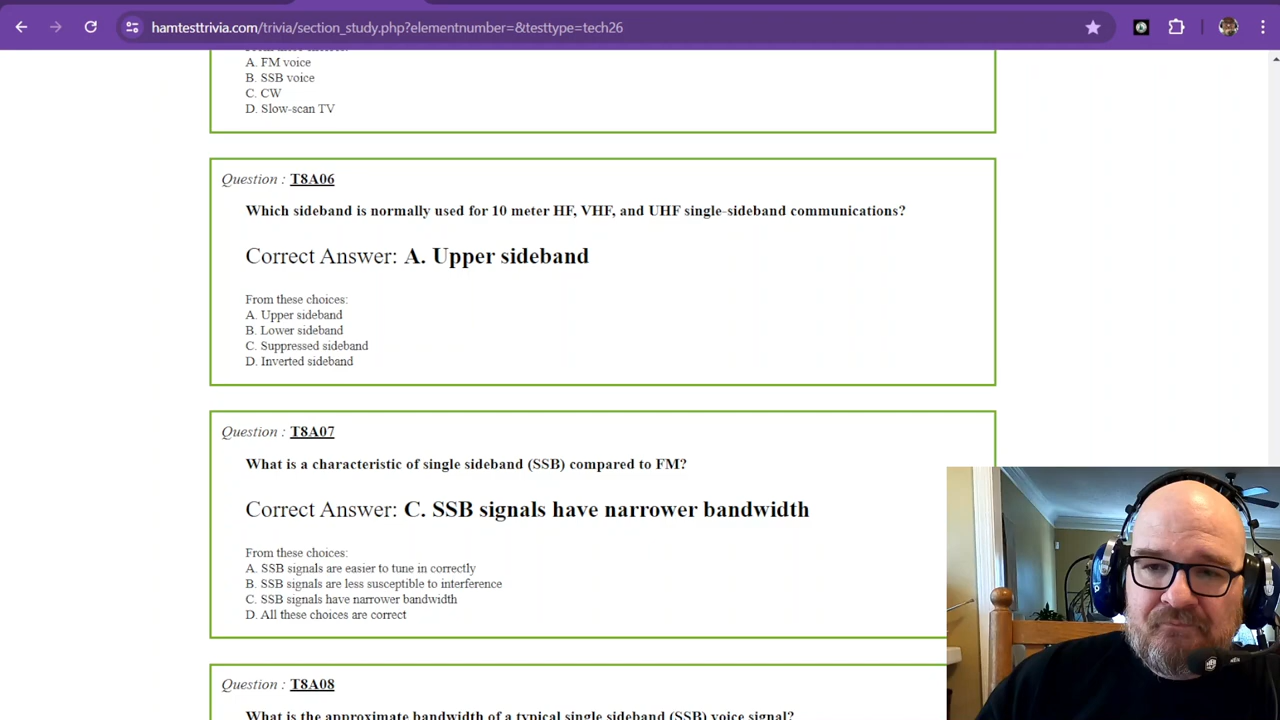 hamtesttrivia.com/trivia/section_study.php?elementnumber=&testtype=tech26
A. FM voice
B. SSB voice
C. CW
D. Slow-scan TV
Question : T8A06
Which sideband is normally used for 10 meter HF, VHF, and UHF single-sideband communications?
Correct Answer: A. Upper sideband
From these choices:
A. Upper sideband
B. Lower sideband
C. Suppressed sideband
D. Inverted sideband
Question : T8A07
What is a characteristic of single sideband (SSB) compared to FM?
Correct Answer: C. SSB signals have narrower bandwidth
From these choices:
A. SSB signals are easier to tune in correctly
B. SSB signals are less susceptible to interference
C. SSB signals have narrower bandwidth
D. All these choices are correct
Question : T8A08
What is the approximate bandwidth of a typical single sideband (SSB) voice signal?